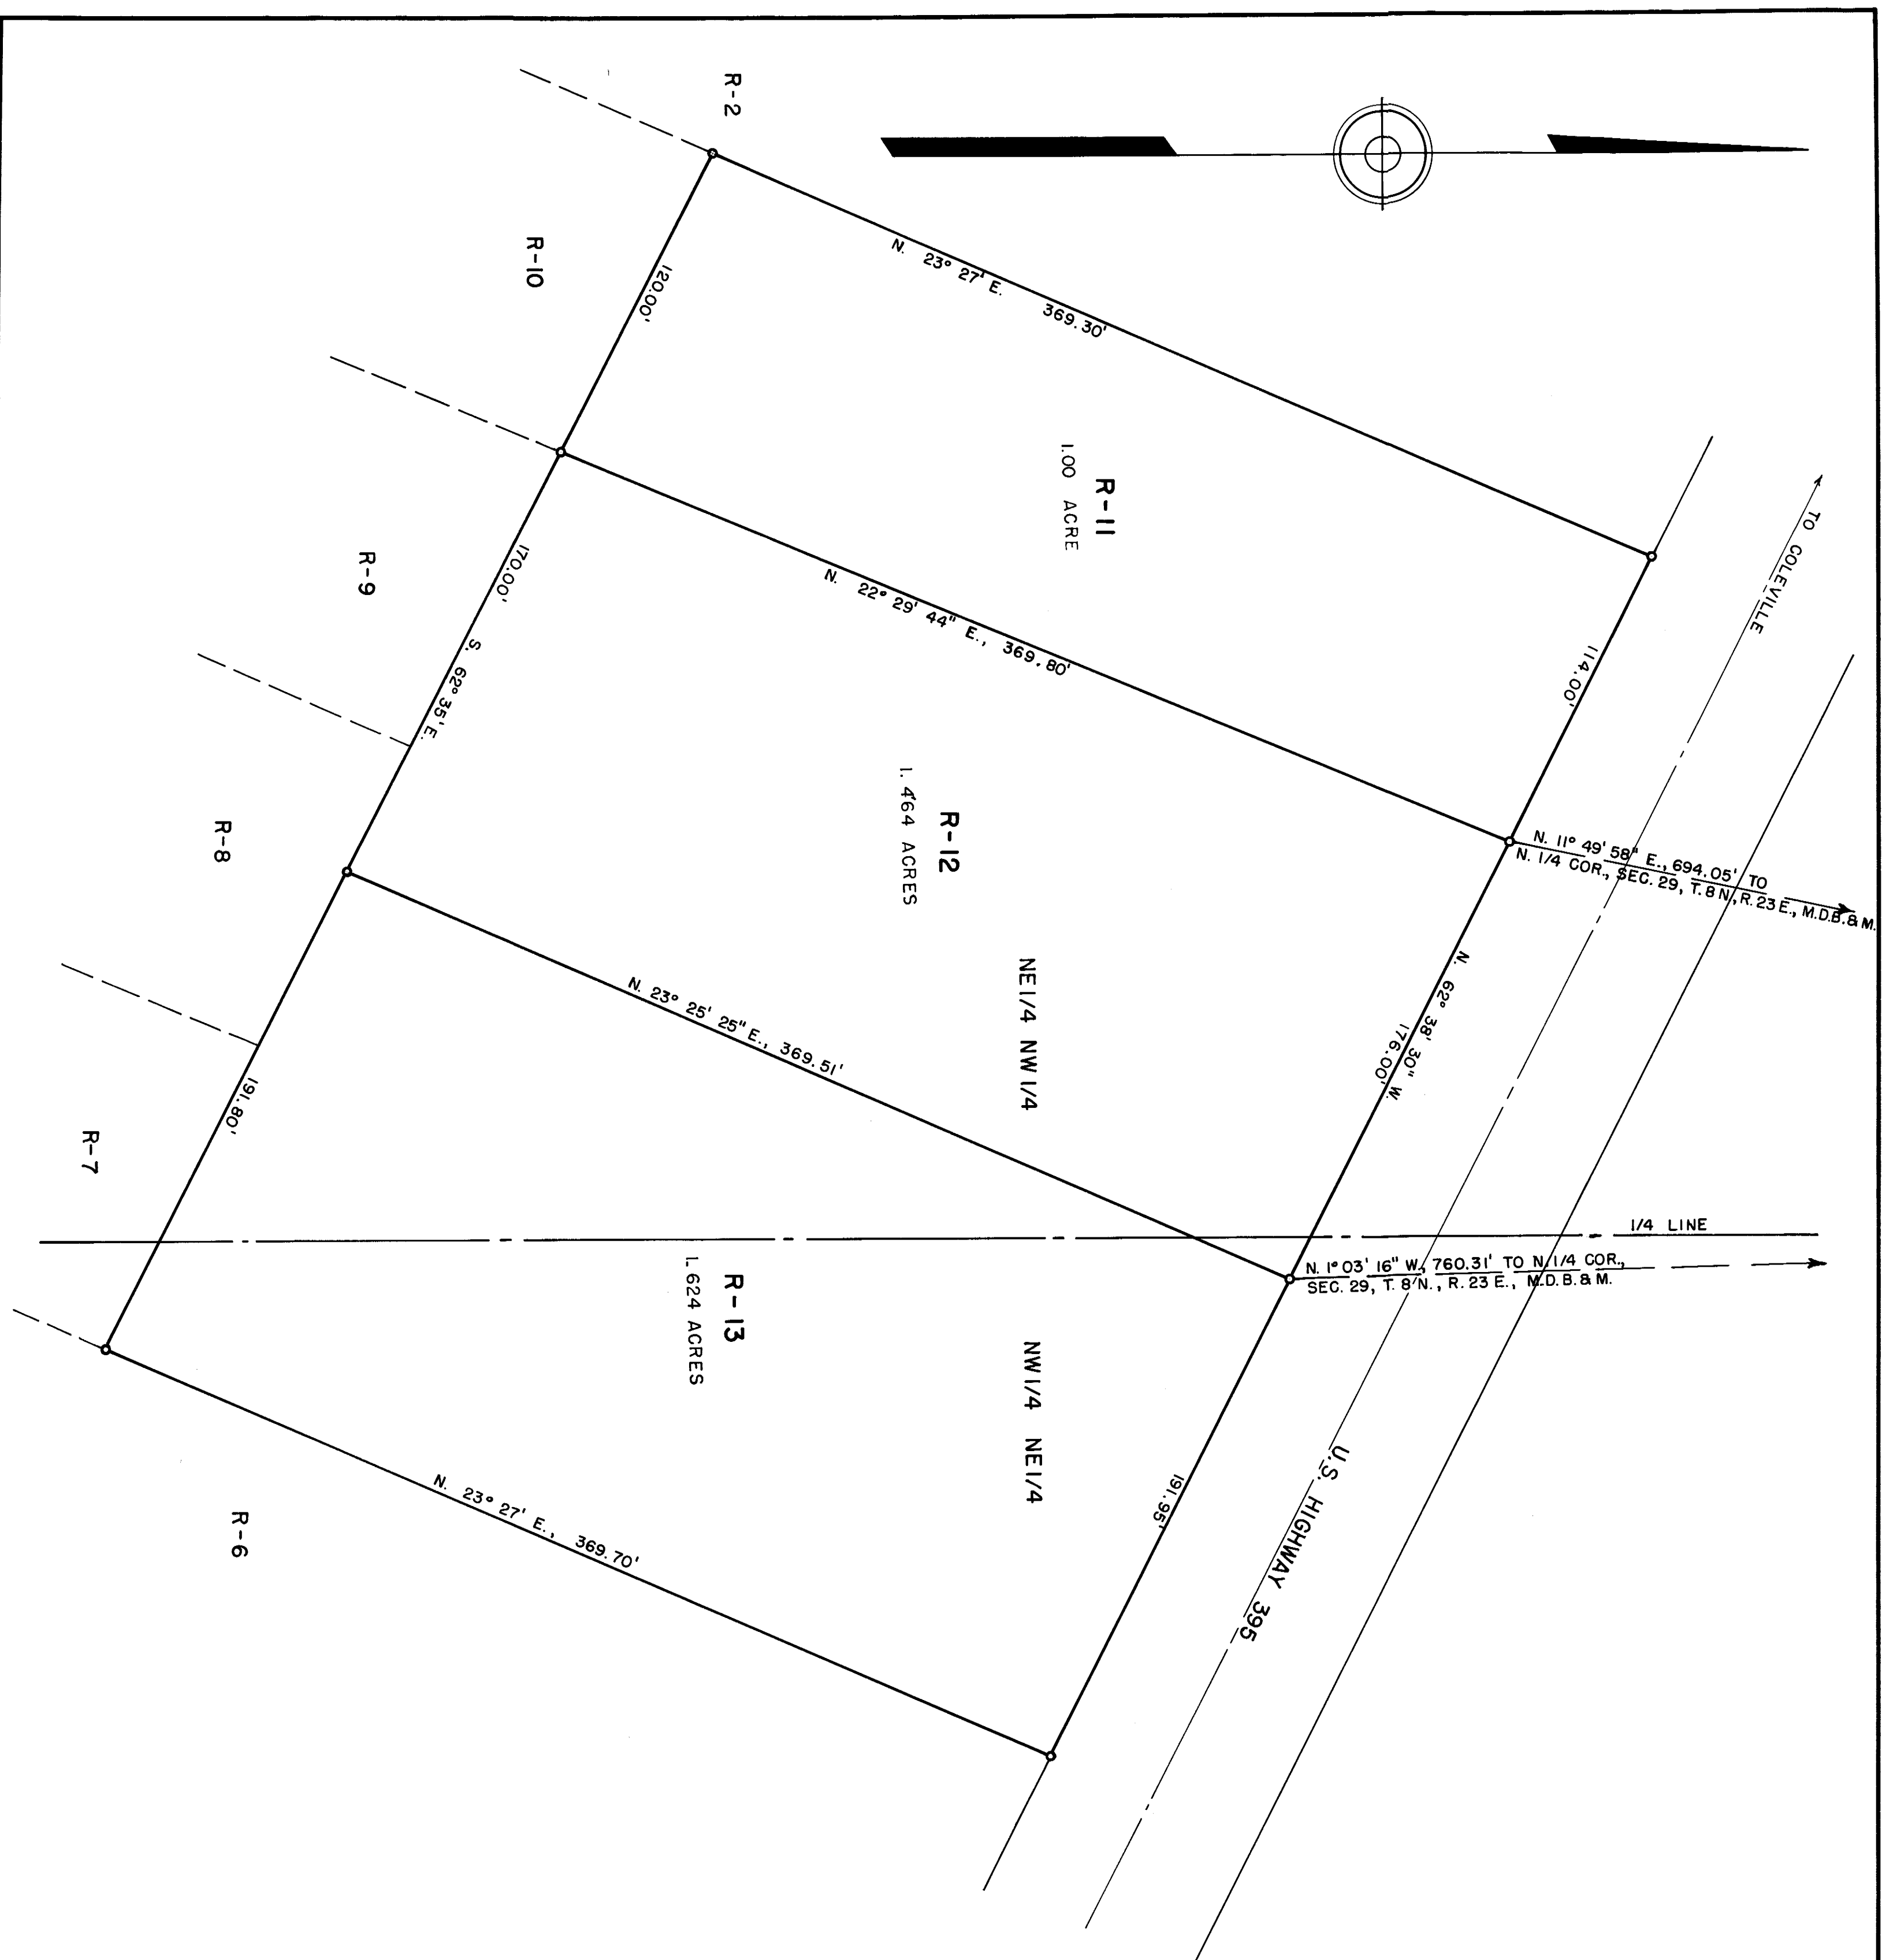 R-2
R-10
R-9
R-8
R-7
R-6
120.00'
170.00'
S. 62° 35' E.
191.80'
N. 23° 27' E. 369.30'
R-11
1.00 ACRE
114.00'
N. 22° 29' 44" E., 369.80'
R-12
1.464 ACRES
NE1/4 NW1/4
N. 62° 38' 30" W.
176.00'
N. 23° 25' 25" E., 369.51'
R-13
1.624 ACRES
NW1/4 NE1/4
191.95'
N. 23° 27' E., 369.70'
TO COLEVILLE
N. 11° 49' 58" E., 694.05' TO
N. 1/4 COR., SEC. 29, T. 8 N., R. 23 E., M.D.B.&M.
1/4 LINE
N. 1° 03' 16" W., 760.31' TO N. 1/4 COR.,
SEC. 29, T. 8 N., R. 23 E., M.D.B.&M.
U.S. HIGHWAY 395